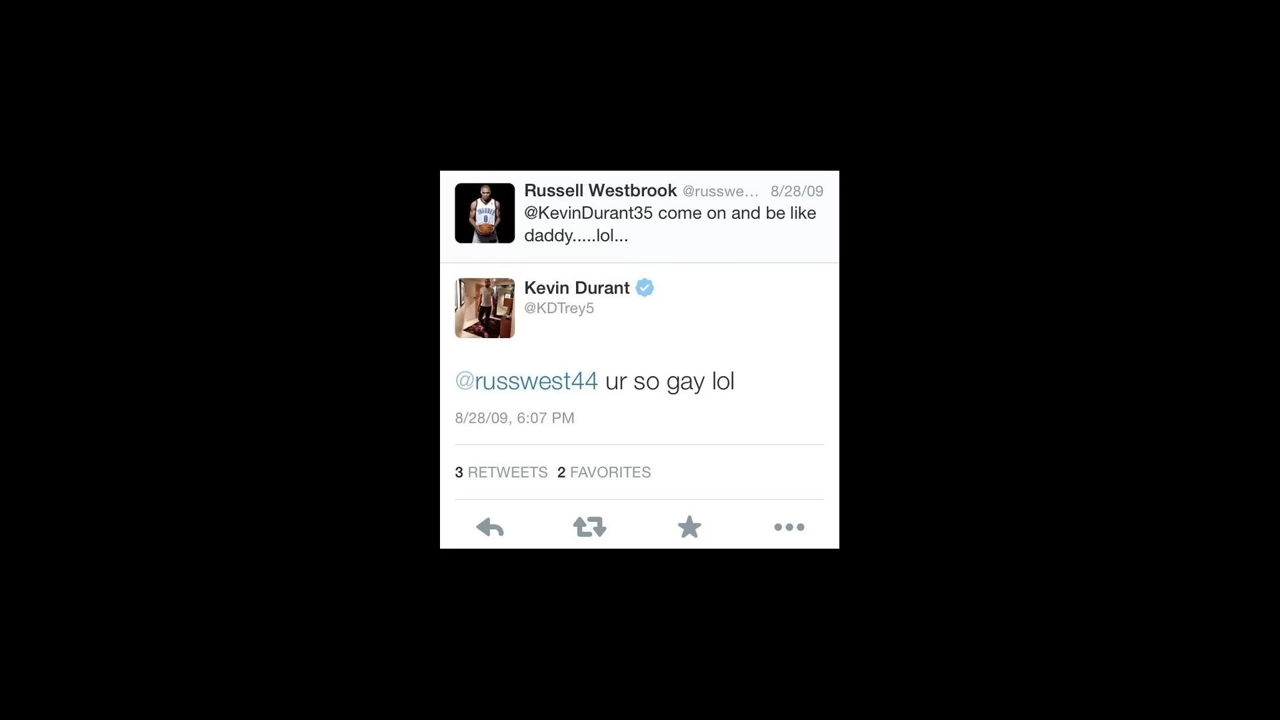 Russell Westbrook @russwe... 8/28/09
@KevinDurant35 come on and be like
daddy.....lol...
Kevin Durant
@KDTrey5
@russwest44 ur so gay lol
8/28/09, 6:07 PM
3 RETWEETS 2 FAVORITES